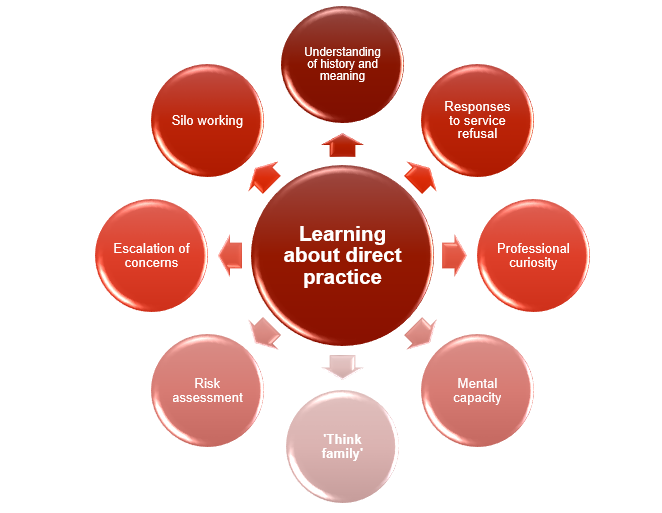 Understanding
of history and
meaning
Responses
to service
refusal
Professional
curiosity
Mental
capacity
'Think
family'
Risk
assessment
Escalation of
concerns
Silo working
Learning
about direct
practice